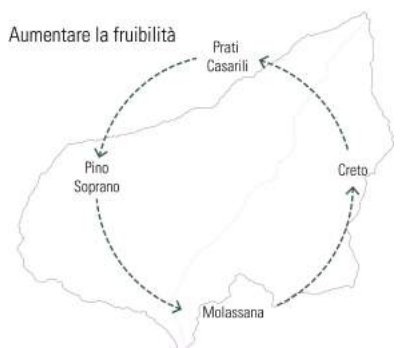 Aumentare la fruibilità
Prati
Casarili
Pino
Soprano
Creto
Molassana